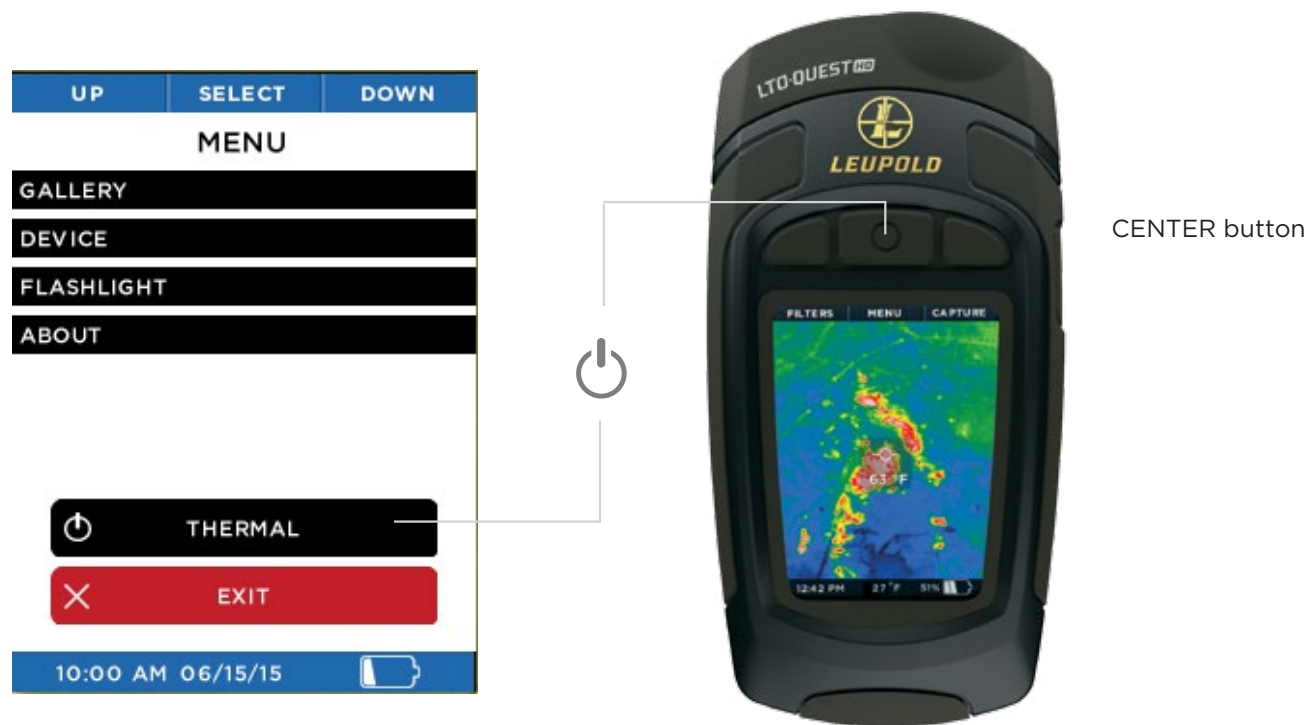 UP SELECT DOWN
MENU
GALLERY
DEVICE
FLASHLIGHT
ABOUT
THERMAL
EXIT
10:00 AM 06/15/15
LTO·QUEST HD
LEUPOLD
CENTER button
FILTERS MENU CAPTURE
63 °F
12:42 PM 27 °F 51%